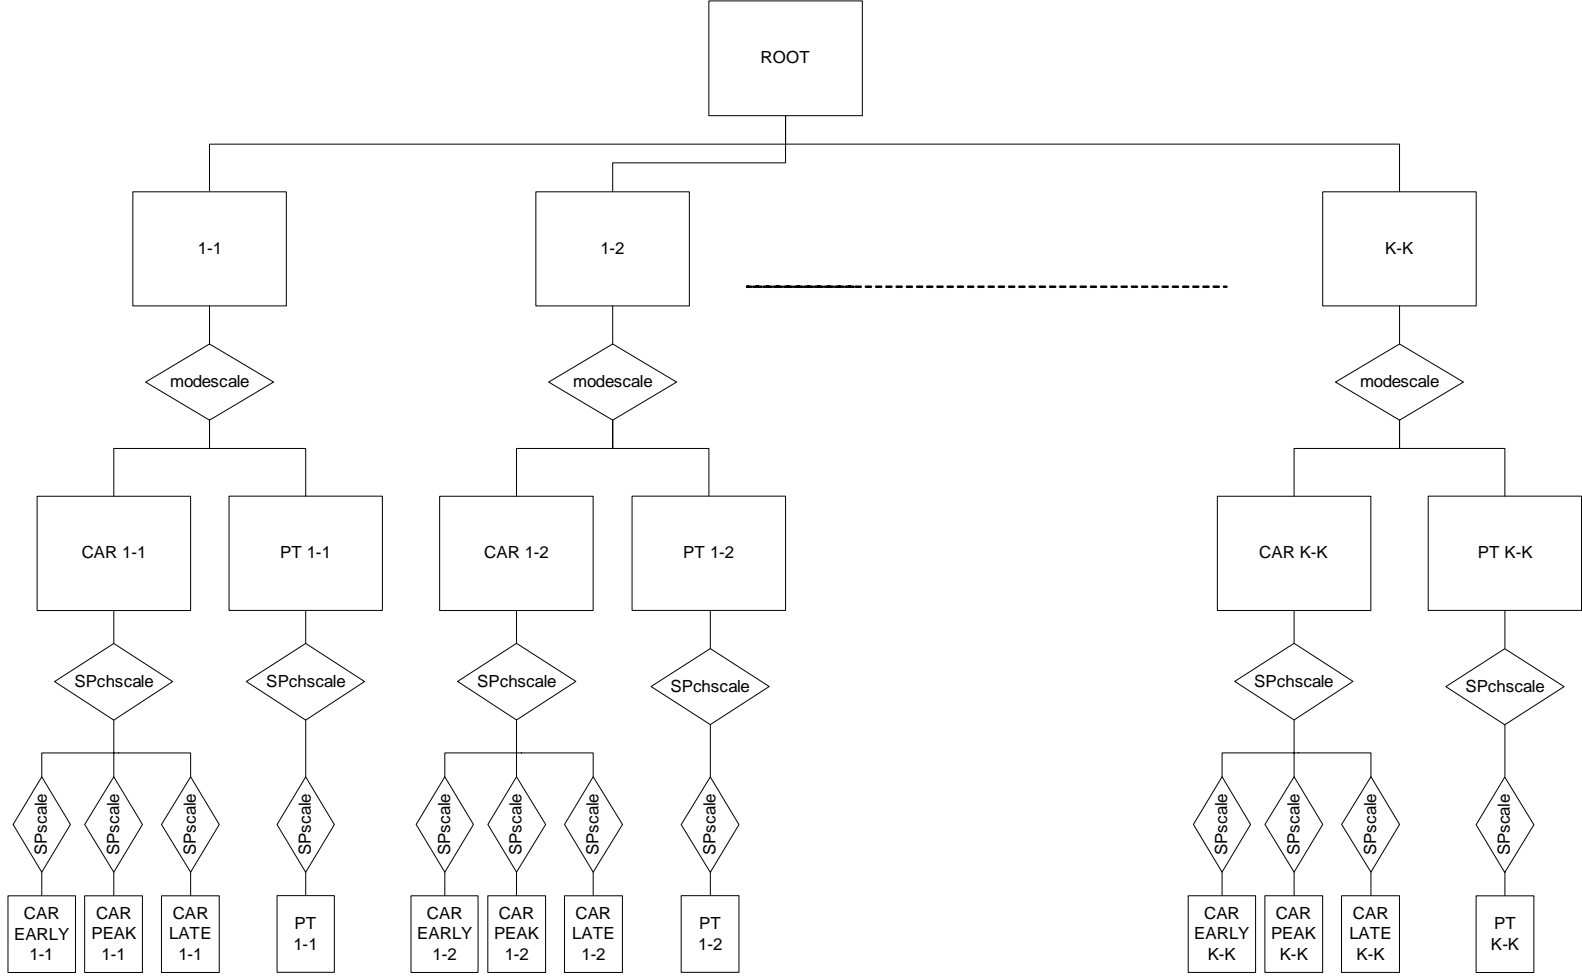 ROOT
1-1
1-2
K-K
modescale
modescale
modescale
CAR 1-1
PT 1-1
CAR 1-2
PT 1-2
CAR K-K
PT K-K
SPchscale
SPchscale
SPchscale
SPchscale
SPchscale
SPchscale
SPscale
SPscale
SPscale
SPscale
SPscale
SPscale
SPscale
SPscale
SPscale
SPscale
SPscale
SPscale
CAR
EARLY
1-1
CAR
PEAK
1-1
CAR
LATE
1-1
PT
1-1
CAR
EARLY
1-2
CAR
PEAK
1-2
CAR
LATE
1-2
PT
1-2
CAR
EARLY
K-K
CAR
PEAK
K-K
CAR
LATE
K-K
PT
K-K